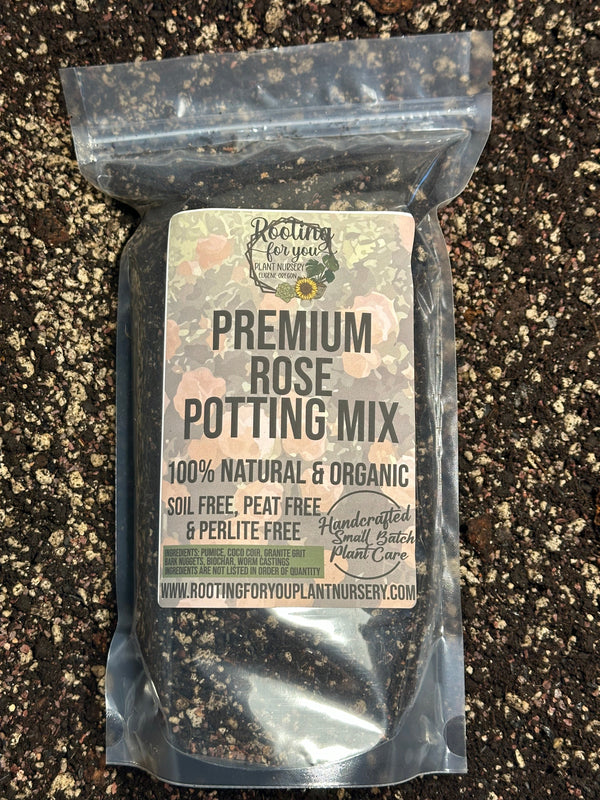 Rooting
for you
PLANT NURSERY
EUGENE OREGON
PREMIUM
ROSE
POTTING MIX
100% NATURAL & ORGANIC
SOIL FREE, PEAT FREE
& PERLITE FREE
Handcrafted
Small Batch
Plant Care
INGREDIENTS: PUMICE, COCO COIR, GRANITE GRIT
BARK NUGGETS, BIOCHAR, WORM CASTINGS
INGREDIENTS ARE NOT LISTED IN ORDER OF QUANTITY
WWW.ROOTINGFORYOUPLANTNURSERY.COM